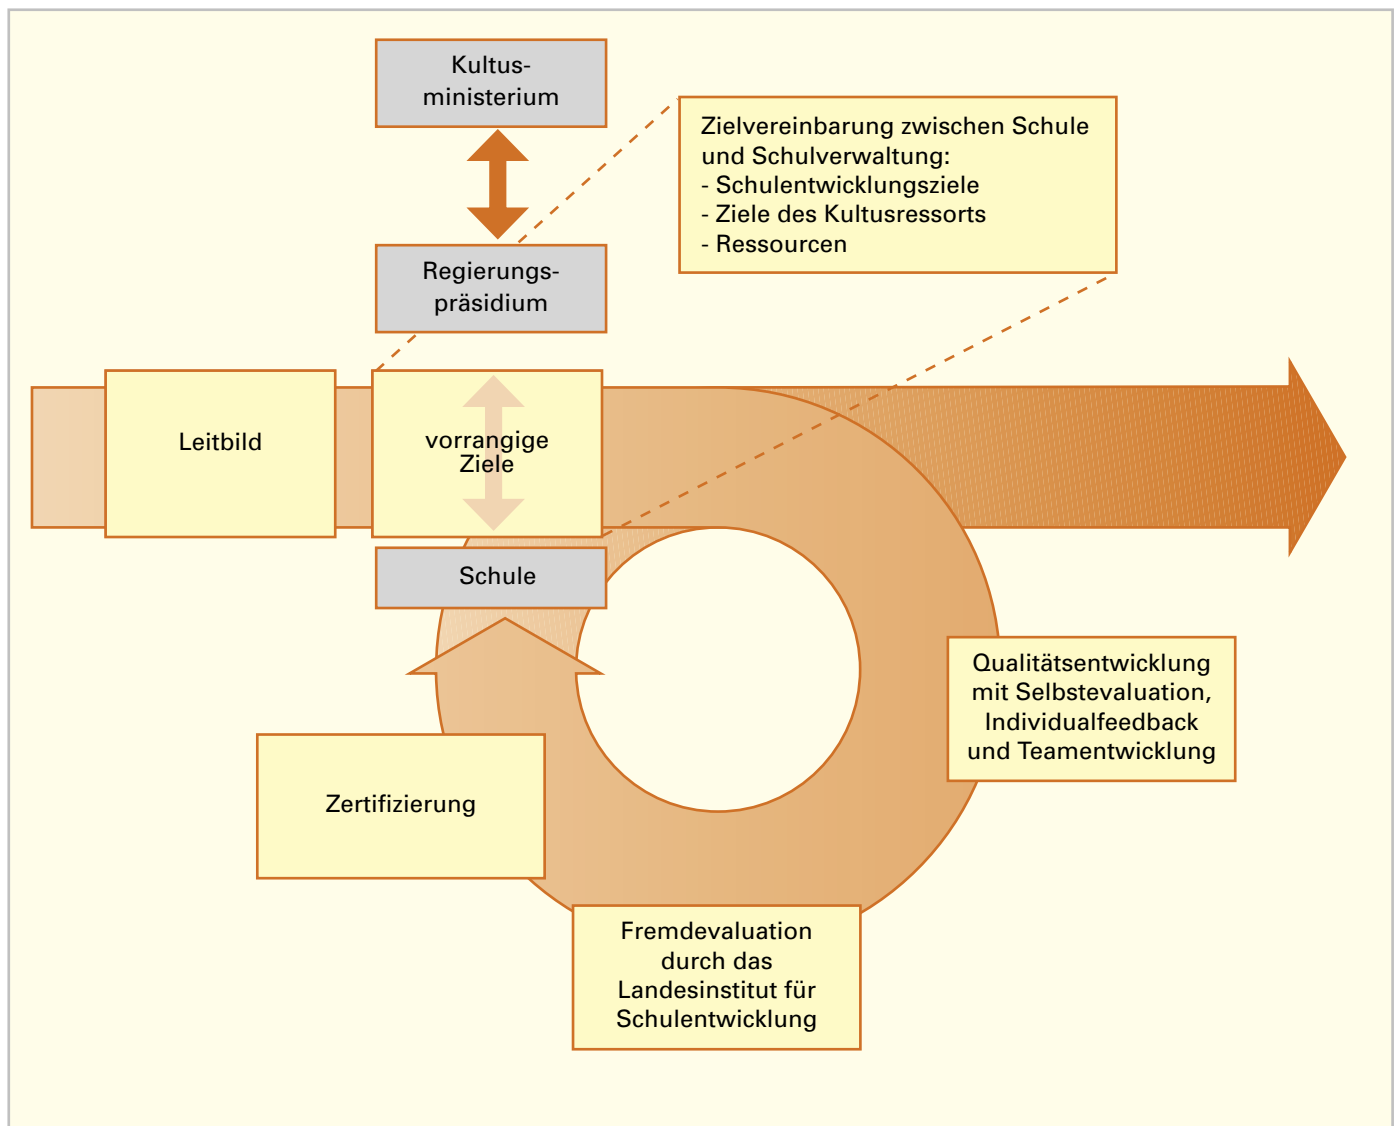 Kultus-
ministerium
Zielvereinbarung zwischen Schule
und Schulverwaltung:
- Schulentwicklungsziele
- Ziele des Kultusressorts
- Ressourcen
Regierungs-
präsidium
Leitbild
vorrangige
Ziele
Schule
Qualitätsentwicklung
mit Selbstevaluation,
Individualfeedback
und Teamentwicklung
Zertifizierung
Fremdevaluation
durch das
Landesinstitut für
Schulentwicklung